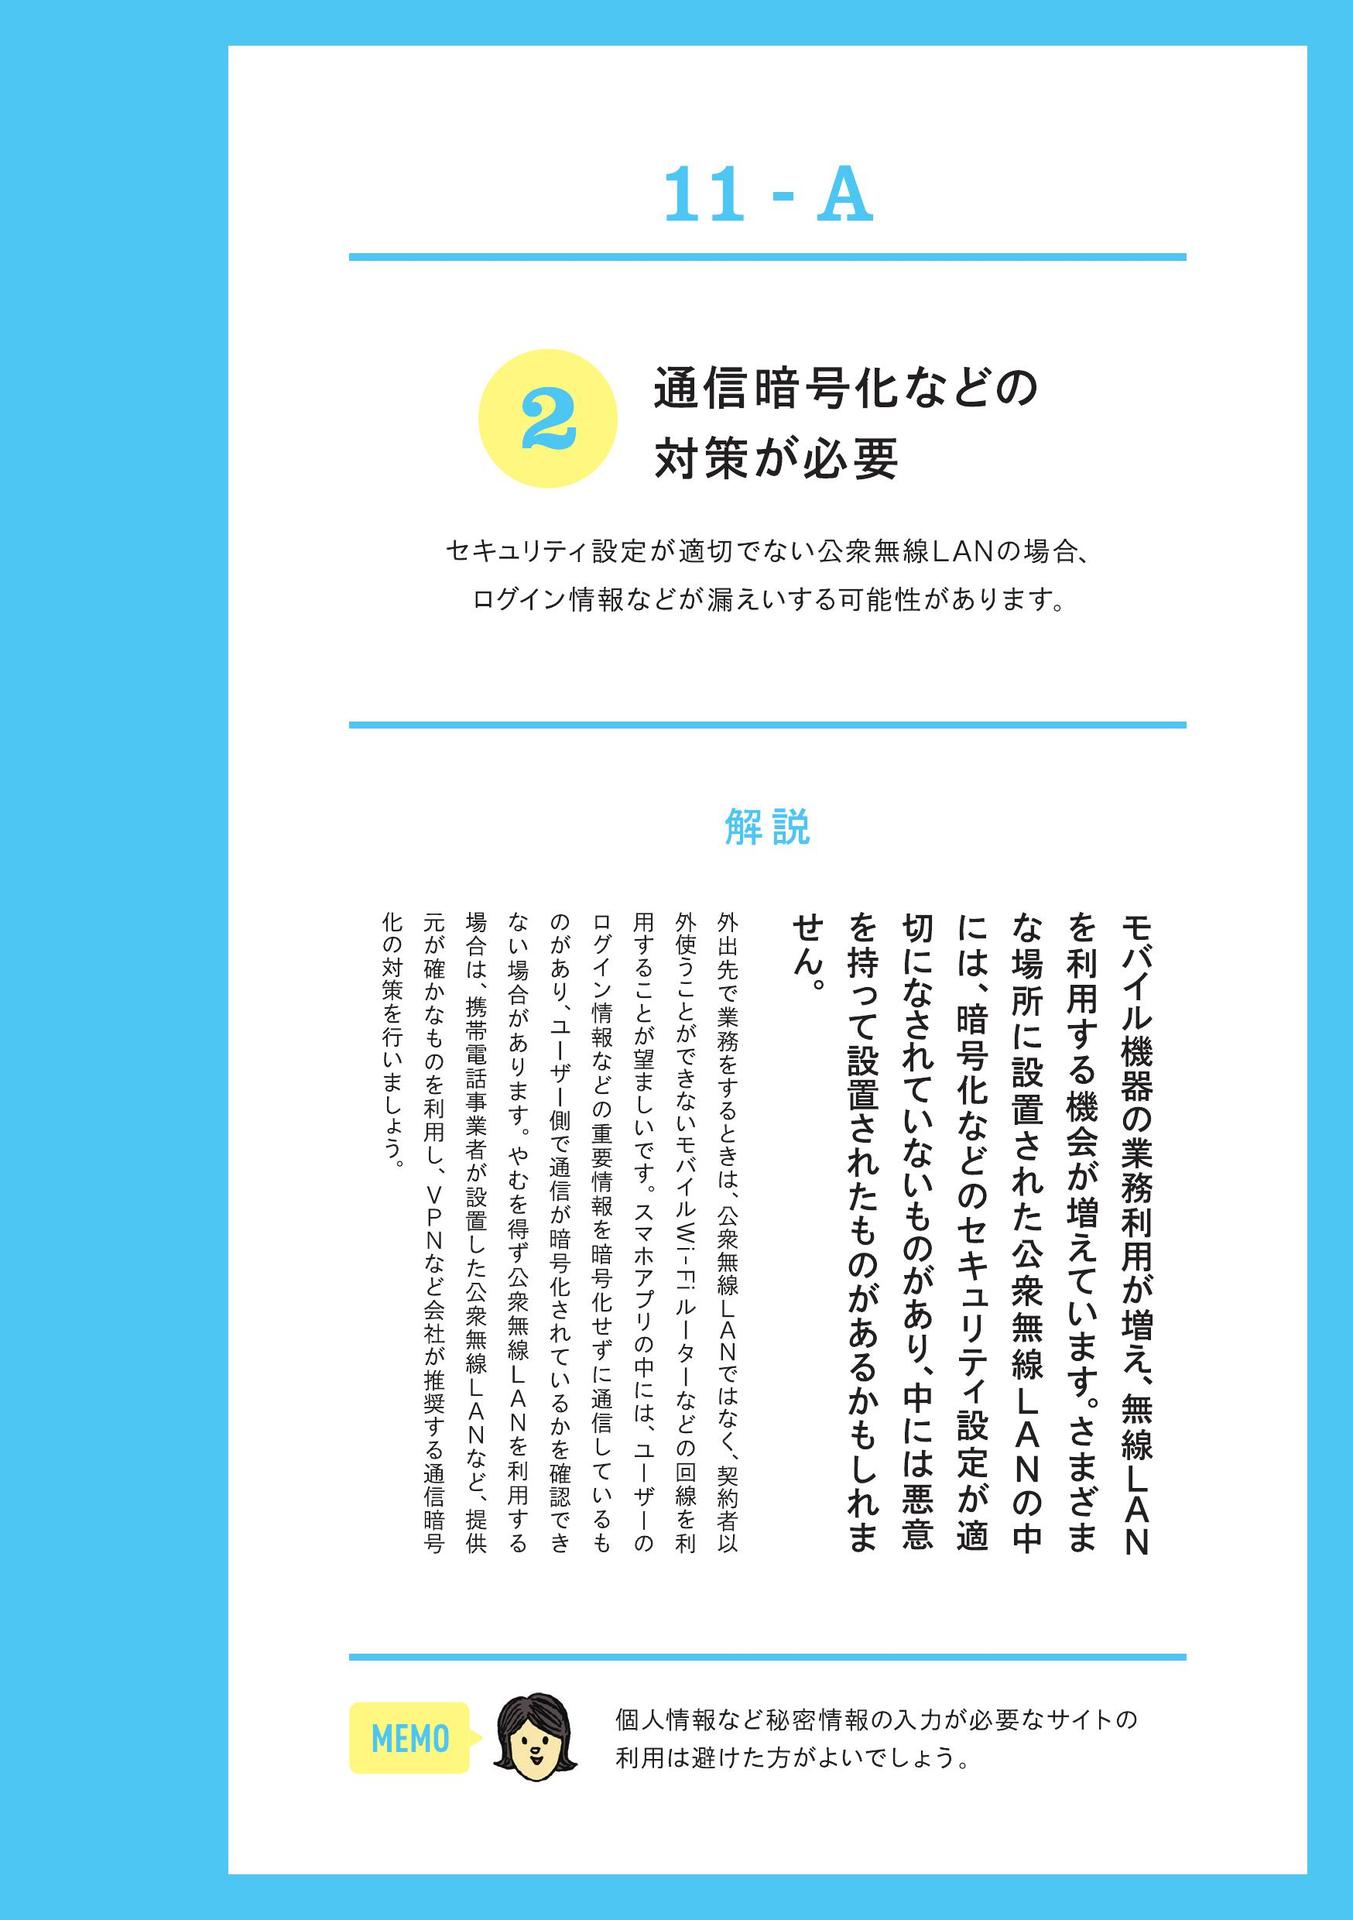 11 - A
2
通信暗号化などの
対策が必要
セキュリティ設定が適切でない公衆無線LANの場合、
ログイン情報などが漏えいする可能性があります。
解説
モバイル機器の業務利用が増え、無線LAN
を利用する機会が増えています。さまざま
な場所に設置された公衆無線LANの中
には、暗号化などのセキュリティ設定が適
切になされていないものがあり、中には悪意
を持って設置されたものがあるかもしれま
せん。
外出先で業務をするときは、公衆無線LANではなく、契約者以
外使うことができないモバイルWi-Fiルーターなどの回線を利
用することが望ましいです。スマホアプリの中には、ユーザーの
ログイン情報などの重要情報を暗号化せずに通信しているも
のがあり、ユーザー側で通信が暗号化されているかを確認でき
ない場合があります。やむを得ず公衆無線LANを利用する
場合は、携帯電話事業者が設置した公衆無線LANなど、提供
元が確かなものを利用し、VPNなど会社が推奨する通信暗号
化の対策を行いましょう。
MEMO
個人情報など秘密情報の入力が必要なサイトの
利用は避けた方がよいでしょう。